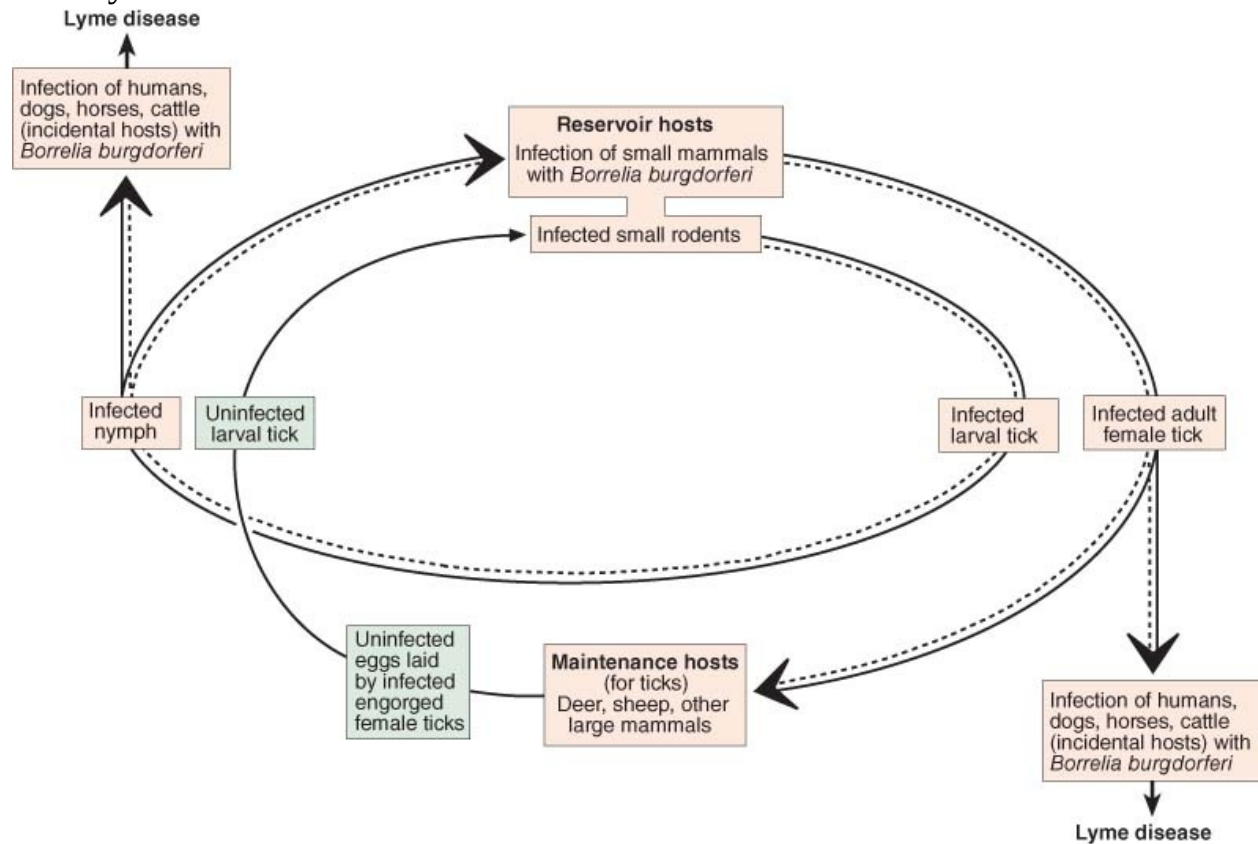 Lyme disease
Infection of humans,
dogs, horses, cattle
(incidental hosts) with
Borrelia burgdorferi
Reservoir hosts
Infection of small mammals
with Borrelia burgdorferi
Infected small rodents
Infected
nymph
Uninfected
larval tick
Infected
larval tick
Infected adult
female tick
Uninfected
eggs laid
by infected
engorged
female ticks
Maintenance hosts
(for ticks)
Deer, sheep, other
large mammals
Infection of humans,
dogs, horses, cattle
(incidental hosts) with
Borrelia burgdorferi
Lyme disease